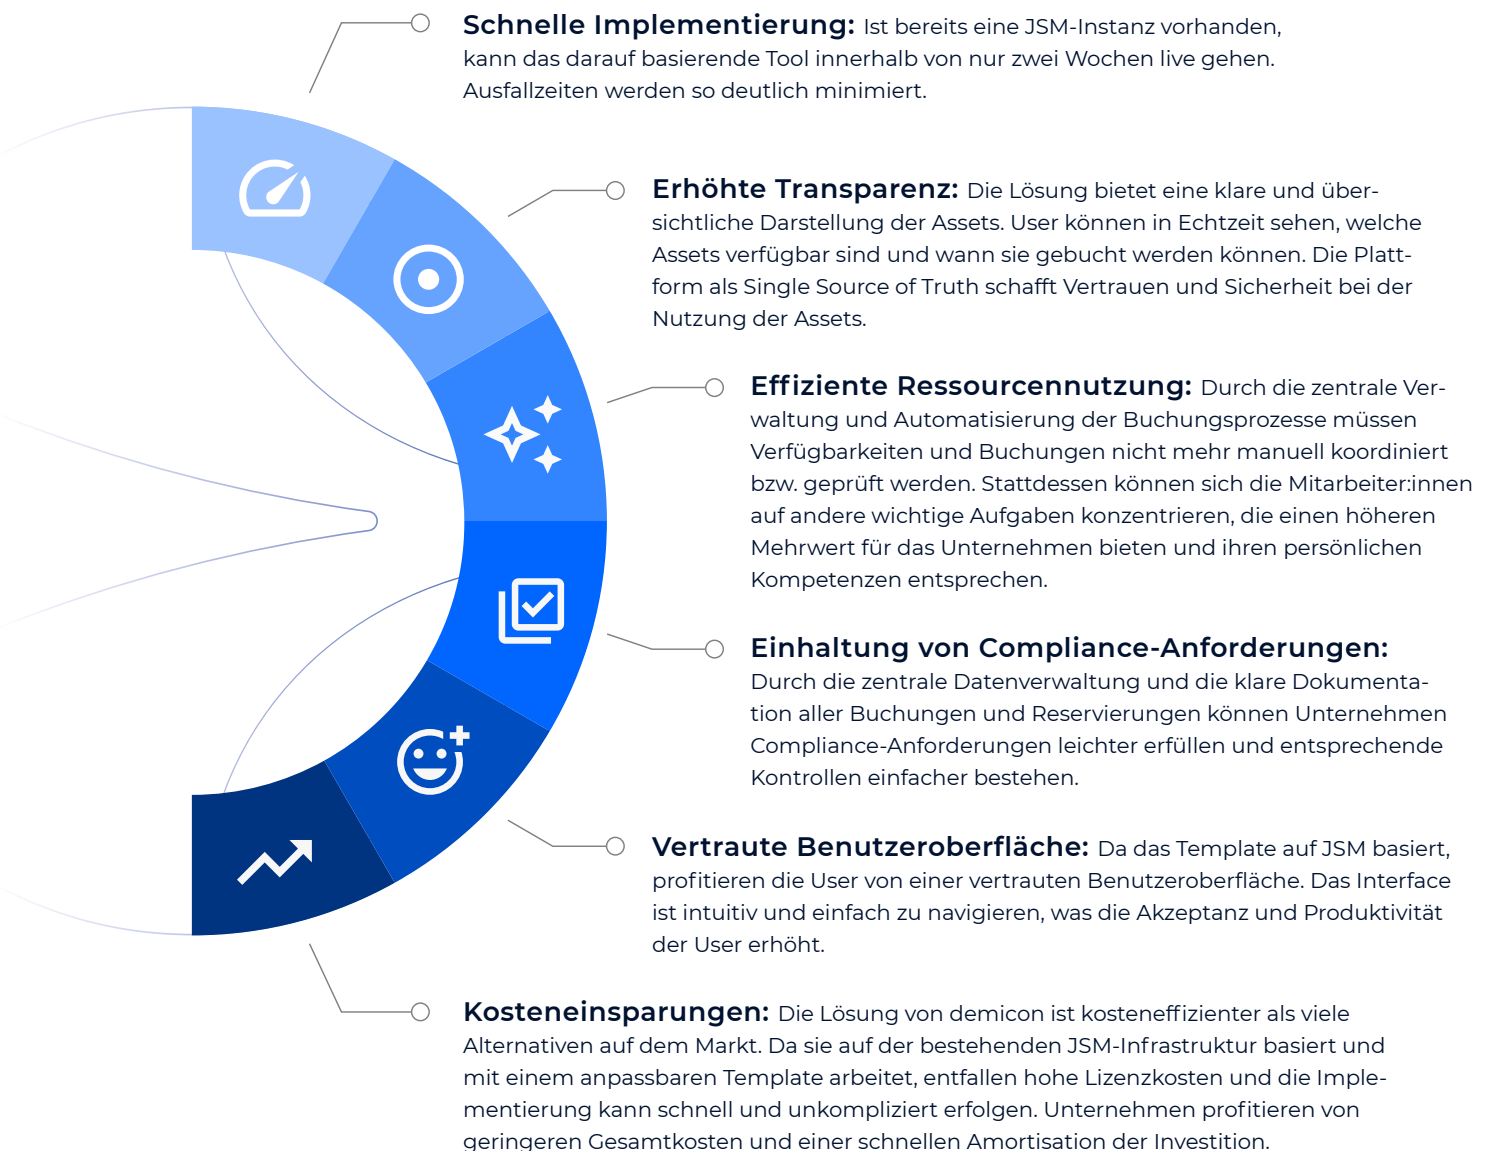 Schnelle Implementierung: Ist bereits eine JSM-Instanz vorhanden,
kann das darauf basierende Tool innerhalb von nur zwei Wochen live gehen.
Ausfallzeiten werden so deutlich minimiert.
Erhöhte Transparenz: Die Lösung bietet eine klare und über-
sichtliche Darstellung der Assets. User können in Echtzeit sehen, welche
Assets verfügbar sind und wann sie gebucht werden können. Die Platt-
form als Single Source of Truth schafft Vertrauen und Sicherheit bei der
Nutzung der Assets.
Effiziente Ressourcennutzung: Durch die zentrale Ver-
waltung und Automatisierung der Buchungsprozesse müssen
Verfügbarkeiten und Buchungen nicht mehr manuell koordiniert
bzw. geprüft werden. Stattdessen können sich die Mitarbeiter:innen
auf andere wichtige Aufgaben konzentrieren, die einen höheren
Mehrwert für das Unternehmen bieten und ihren persönlichen
Kompetenzen entsprechen.
Einhaltung von Compliance-Anforderungen:
Durch die zentrale Datenverwaltung und die klare Dokumenta-
tion aller Buchungen und Reservierungen können Unternehmen
Compliance-Anforderungen leichter erfüllen und entsprechende
Kontrollen einfacher bestehen.
Vertraute Benutzeroberfläche: Da das Template auf JSM basiert,
profitieren die User von einer vertrauten Benutzeroberfläche. Das Interface
ist intuitiv und einfach zu navigieren, was die Akzeptanz und Produktivität
der User erhöht.
Kosteneinsparungen: Die Lösung von demicon ist kosteneffizienter als viele
Alternativen auf dem Markt. Da sie auf der bestehenden JSM-Infrastruktur basiert und
mit einem anpassbaren Template arbeitet, entfallen hohe Lizenzkosten und die Imple-
mentierung kann schnell und unkompliziert erfolgen. Unternehmen profitieren von
geringeren Gesamtkosten und einer schnellen Amortisation der Investition.